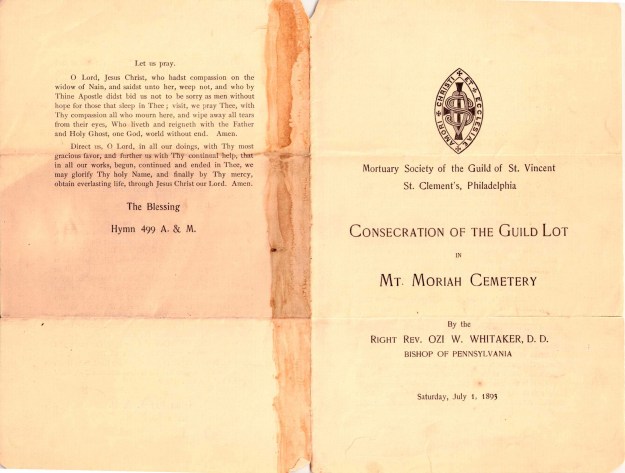 Let us pray.
O Lord, Jesus Christ, who hadst compassion on the
widow of Nain, and saidst unto her, weep not, and who by
Thine Apostle didst bid us not to be sorry as men without
hope for those that sleep in Thee; visit, we pray Thee, with
Thy compassion all who mourn here, and wipe away all tears
from their eyes, Who liveth and reigneth with the Father
and Holy Ghost, one God, world without end. Amen.
Direct us, O Lord, in all our doings, with Thy most
gracious favor, and further us with Thy continual help, that
in all our works, begun, continued and ended in Thee, we
may glorify Thy holy Name, and finally by Thy mercy,
obtain everlasting life, through Jesus Christ our Lord. Amen.
The Blessing
Hymn 499 A. & M.
AMORI CHRISTI ET ECCLESIAE
Mortuary Society of the Guild of St. Vincent
St. Clement's, Philadelphia
CONSECRATION OF THE GUILD LOT
IN
MT. MORIAH CEMETERY
By the
RIGHT REV. OZI W. WHITAKER, D. D.
BISHOP OF PENNSYLVANIA
Saturday, July 1, 1893